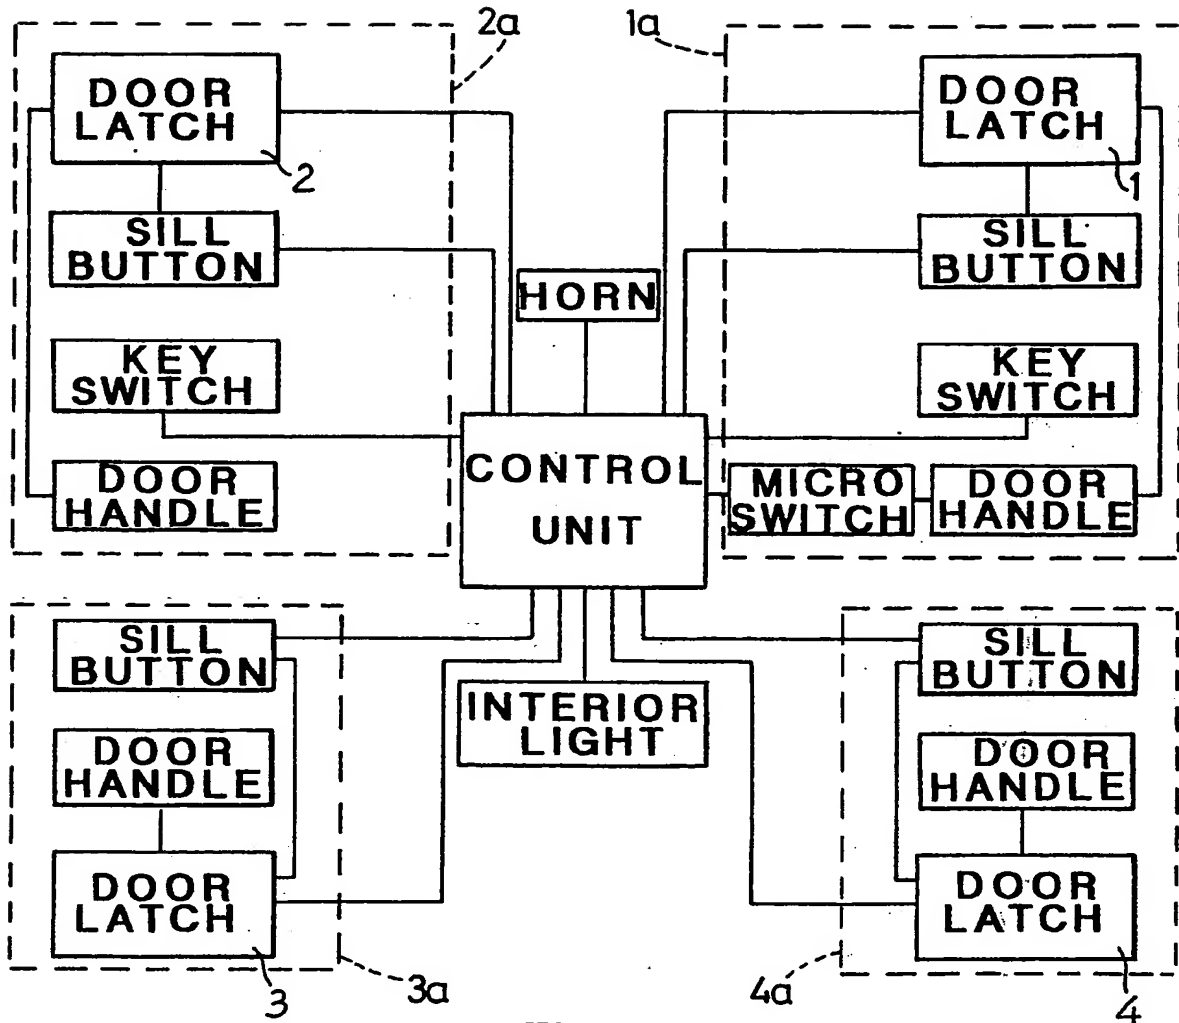 2a
1a
DOOR
LATCH
2
SILL
BUTTON
KEY
SWITCH
DOOR
HANDLE
HORN
DOOR
LATCH
1
SILL
BUTTON
KEY
SWITCH
CONTROL
UNIT
MICRO
SWITCH
DOOR
HANDLE
SILL
BUTTON
DOOR
HANDLE
DOOR
LATCH
3
3a
INTERIOR
LIGHT
SILL
BUTTON
DOOR
HANDLE
DOOR
LATCH
4a
4